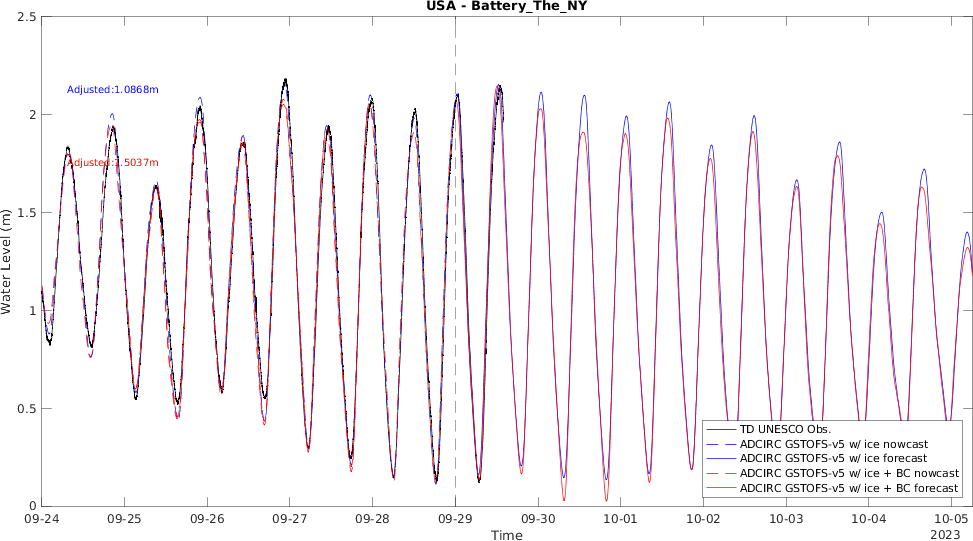 USA - Battery_The_NY
2.5
2
1.5
1
0.5
0
Water Level (m)
Adjusted:1.0868m
Adjusted:1.5037m
TD UNESCO Obs.
ADCIRC GSTOFS-v5 w/ ice nowcast
ADCIRC GSTOFS-v5 w/ ice forecast
ADCIRC GSTOFS-v5 w/ ice + BC nowcast
ADCIRC GSTOFS-v5 w/ ice + BC forecast
09-24 09-25 09-26 09-27 09-28 09-29 09-30 10-01 10-02 10-03 10-04 10-05
Time
2023